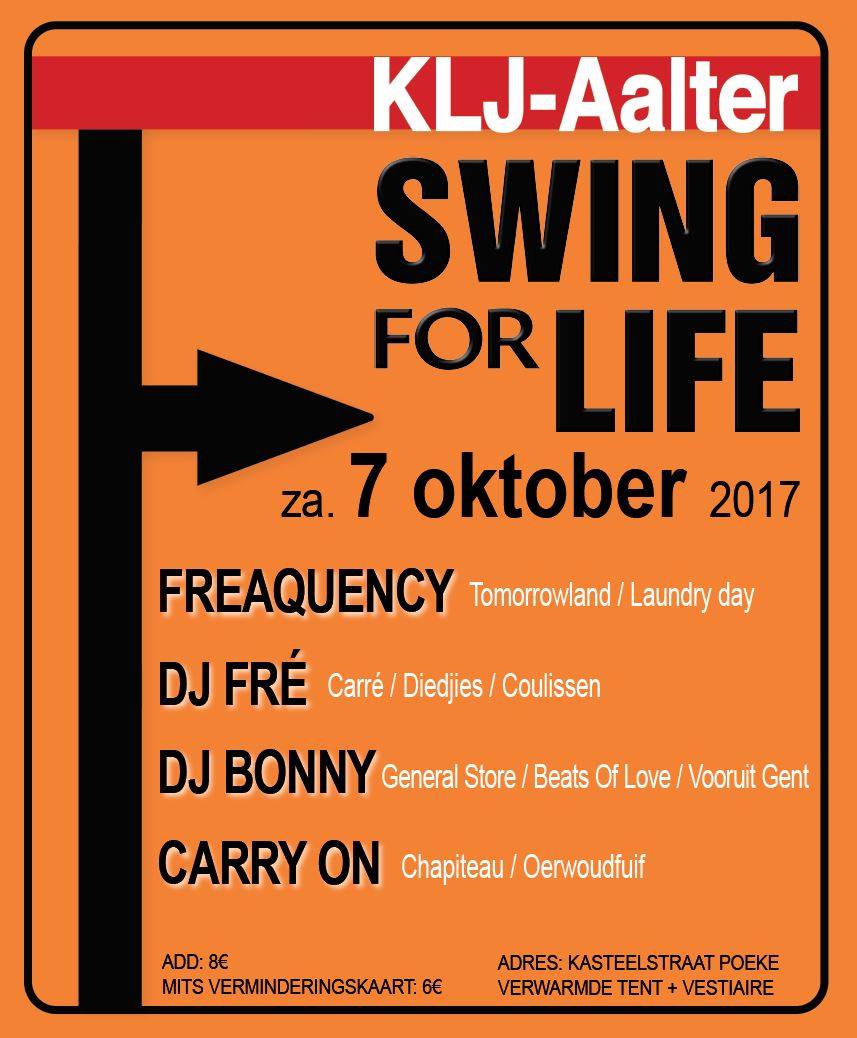 KLJ-Aalter
SWING
FOR LIFE
za. 7 oktober 2017
FREAQUENCY Tomorrowland / Laundry day
DJ FRÉ Carré / Diedjies / Coulissen
DJ BONNY General Store / Beats Of Love / Vooruit Gent
CARRY ON Chapiteau / Oerwoudfuif
ADD: 8€
MITS VERMINDERINGSKAART: 6€
ADRES: KASTEELSTRAAT POEKE
VERWARMDE TENT + VESTIAIRE